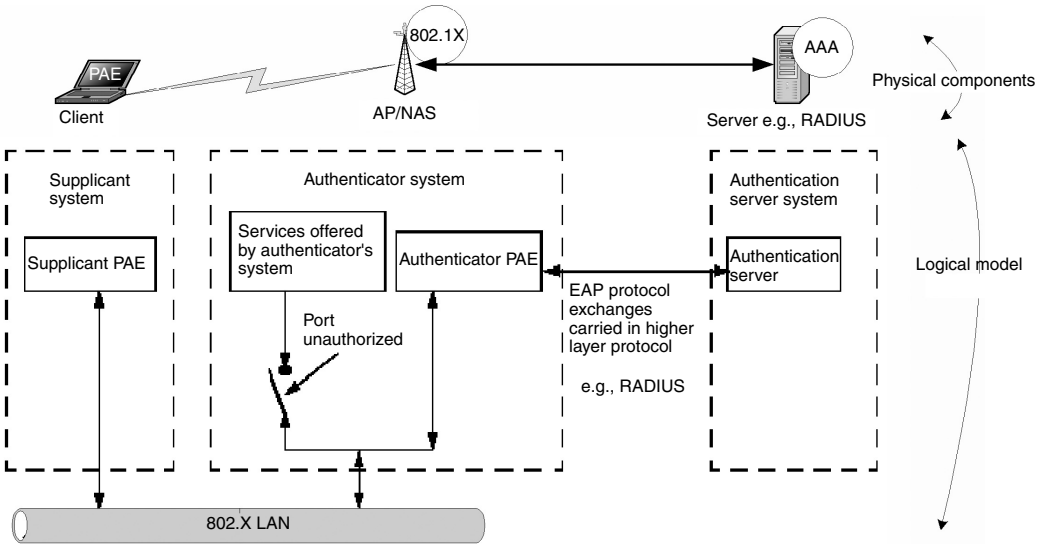 802.1X
AAA
PAE
Physical components
Client
AP/NAS
Server e.g., RADIUS
Supplicant
system
Authenticator system
Authentication
server system
Services offered
by authenticator's
system
Supplicant PAE
Authenticator PAE
Authentication
server
Logical model
EAP protocol
exchanges
carried in higher
layer protocol
e.g., RADIUS
Port
unauthorized
802.X LAN